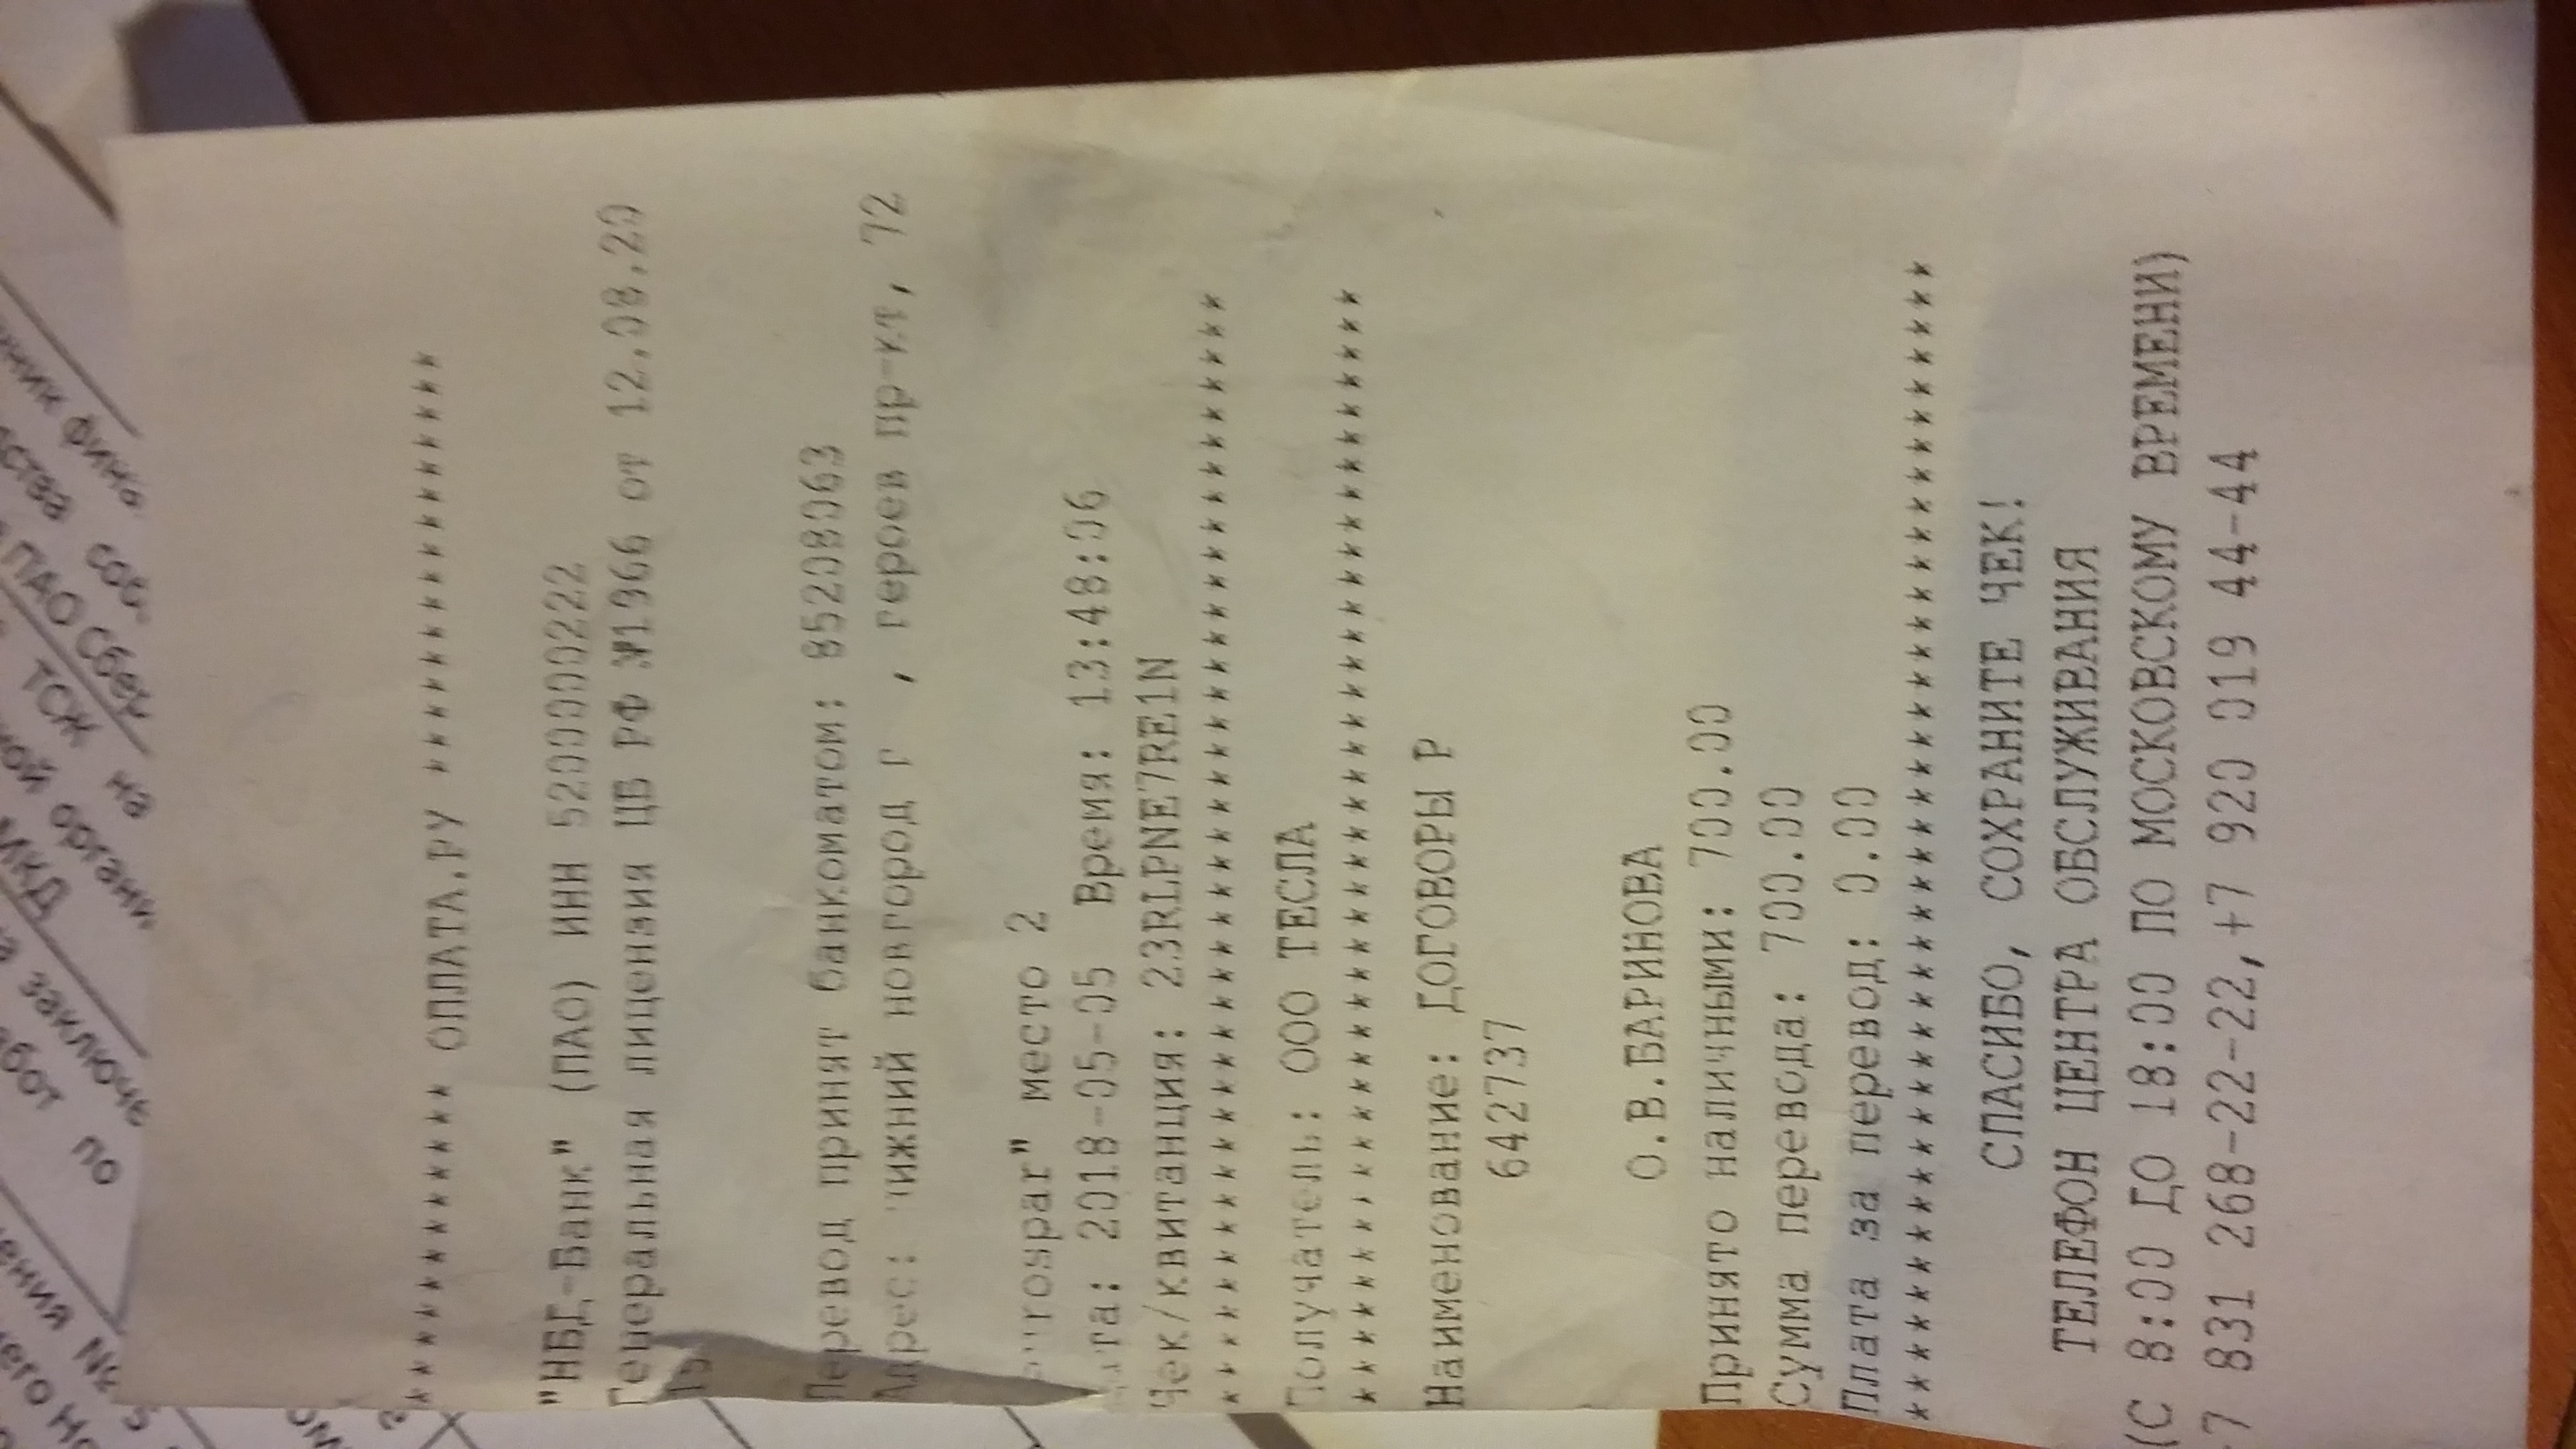 ************ ОПЛАТА.РУ ***************
"НБД-Банк" (ПАО) ИНН 5200000222
Генеральная лицензия ЦБ РФ №1966 от 12.08.20
Перевод принят банкоматом: 85208063
Адрес: нижний новгород г , героев пр-кт, 72
место 2
Дата: 2018-05-05 Время: 13:48:06
Чек/квитанция: 23RLPNE7RE1N
**************************************
Получатель: ООО ТЕСЛА
**************************************
Наименование: ДОГОВОРЫ Р
642737
О.В.БАРИНОВА
Принято наличными: 700.00
Сумма перевода: 700.00
Плата за перевод: 0.00
****************************************
СПАСИБО, СОХРАНИТЕ ЧЕК!
ТЕЛЕФОН ЦЕНТРА ОБСЛУЖИВАНИЯ
(С 8:00 ДО 18:00 ПО МОСКОВСКОМУ ВРЕМЕНИ)
7 831 268-22-22,+7 920 019 44-44